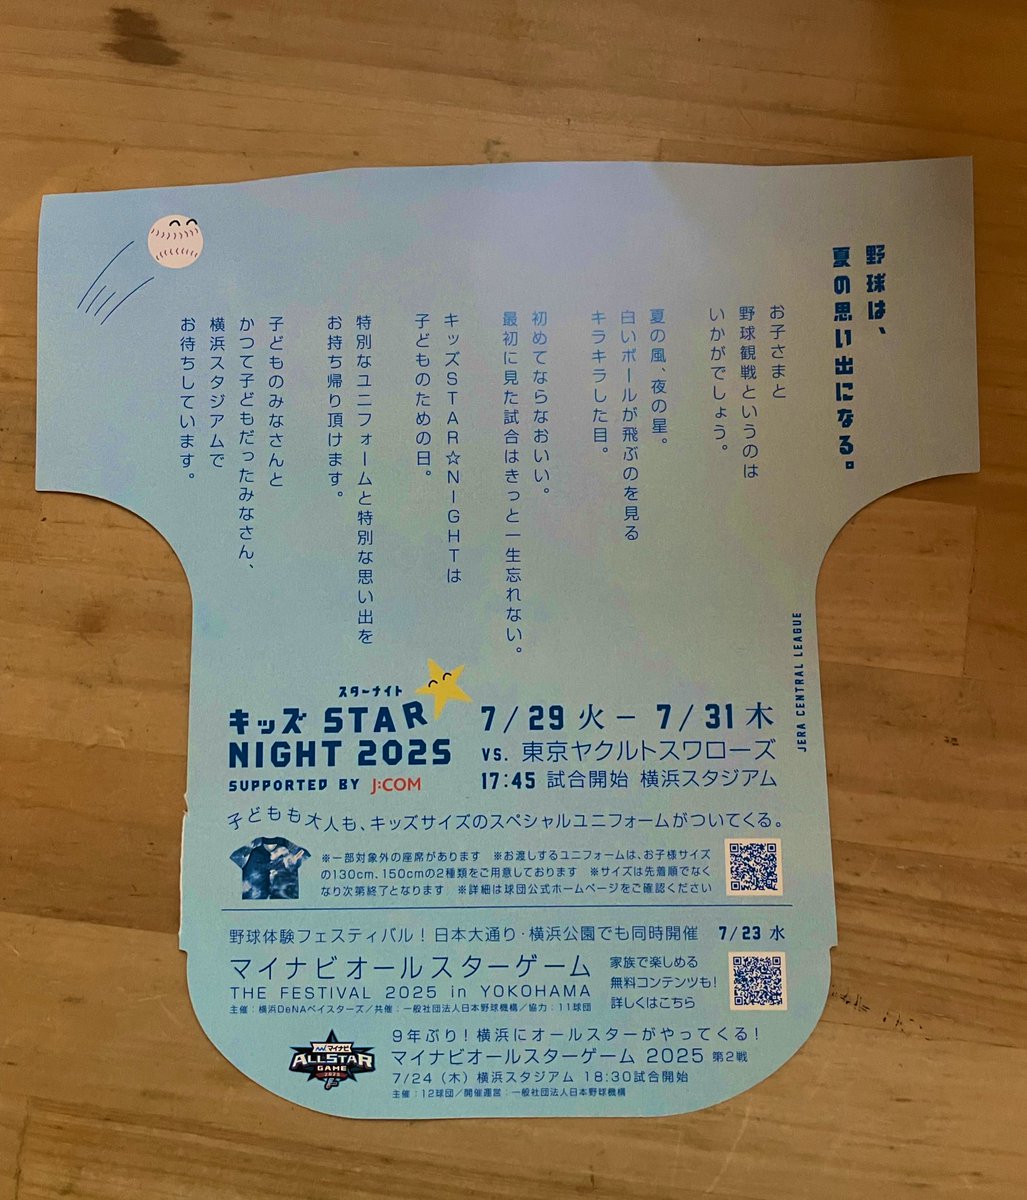 野球は、
夏の思い出になる。
お子さまと
野球観戦というのは
いかがでしょう。
夏の風、夜の星。
白いボールが飛ぶのを見る
キラキラした目。
初めてならなおいい。
最初に見た試合はきっと一生忘れない。
キッズSTAR☆NIGHTは
子どものための日。
特別なユニフォームと特別な思い出を
お持ち帰り頂けます。
子どものみなさんと
かつて子どもだったみなさん、
横浜スタジアムで
お待ちしています。
JERA CENTRAL LEAGUE
スターナイト
キッズ STAR
NIGHT 2025
SUPPORTED BY J:COM
7/29 火 – 7/31 木
vs. 東京ヤクルトスワローズ
17:45 試合開始 横浜スタジアム
子どもも大人も、キッズサイズのスペシャルユニフォームがついてくる。
※一部対象外の座席があります ※お渡しするユニフォームは、お子様サイズ
の130cm、150cmの2種類をご用意しております ※サイズは先着順でなく
なり次第終了となります ※詳細は球団公式ホームページをご確認ください
野球体験フェスティバル！日本大通り・横浜公園でも同時開催 7/23 水
マイナビオールスターゲーム
THE FESTIVAL 2025 in YOKOHAMA
主催：横浜DeNAベイスターズ／共催：一般社団法人日本野球機構／協力：11球団
家族で楽しめる
無料コンテンツも！
詳しくはこちら
マイナビ
ALLSTAR
GAME
2025
9年ぶり！横浜にオールスターがやってくる！
マイナビオールスターゲーム 2025 第2戦
7/24（木）横浜スタジアム 18:30試合開始
主催：12球団／開催運営：一般社団法人日本野球機構